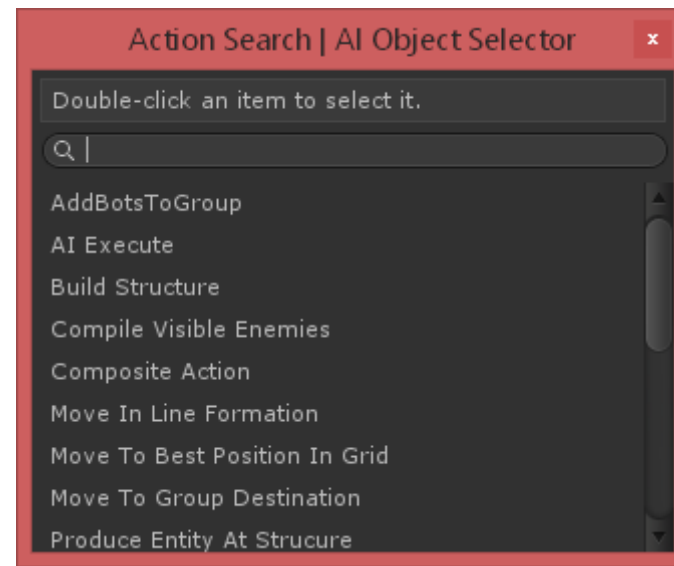 Action Search | AI Object Selector
x
Double-click an item to select it.
AddBotsToGroup
AI Execute
Build Structure
Compile Visible Enemies
Composite Action
Move In Line Formation
Move To Best Position In Grid
Move To Group Destination
Produce Entity At Strucure